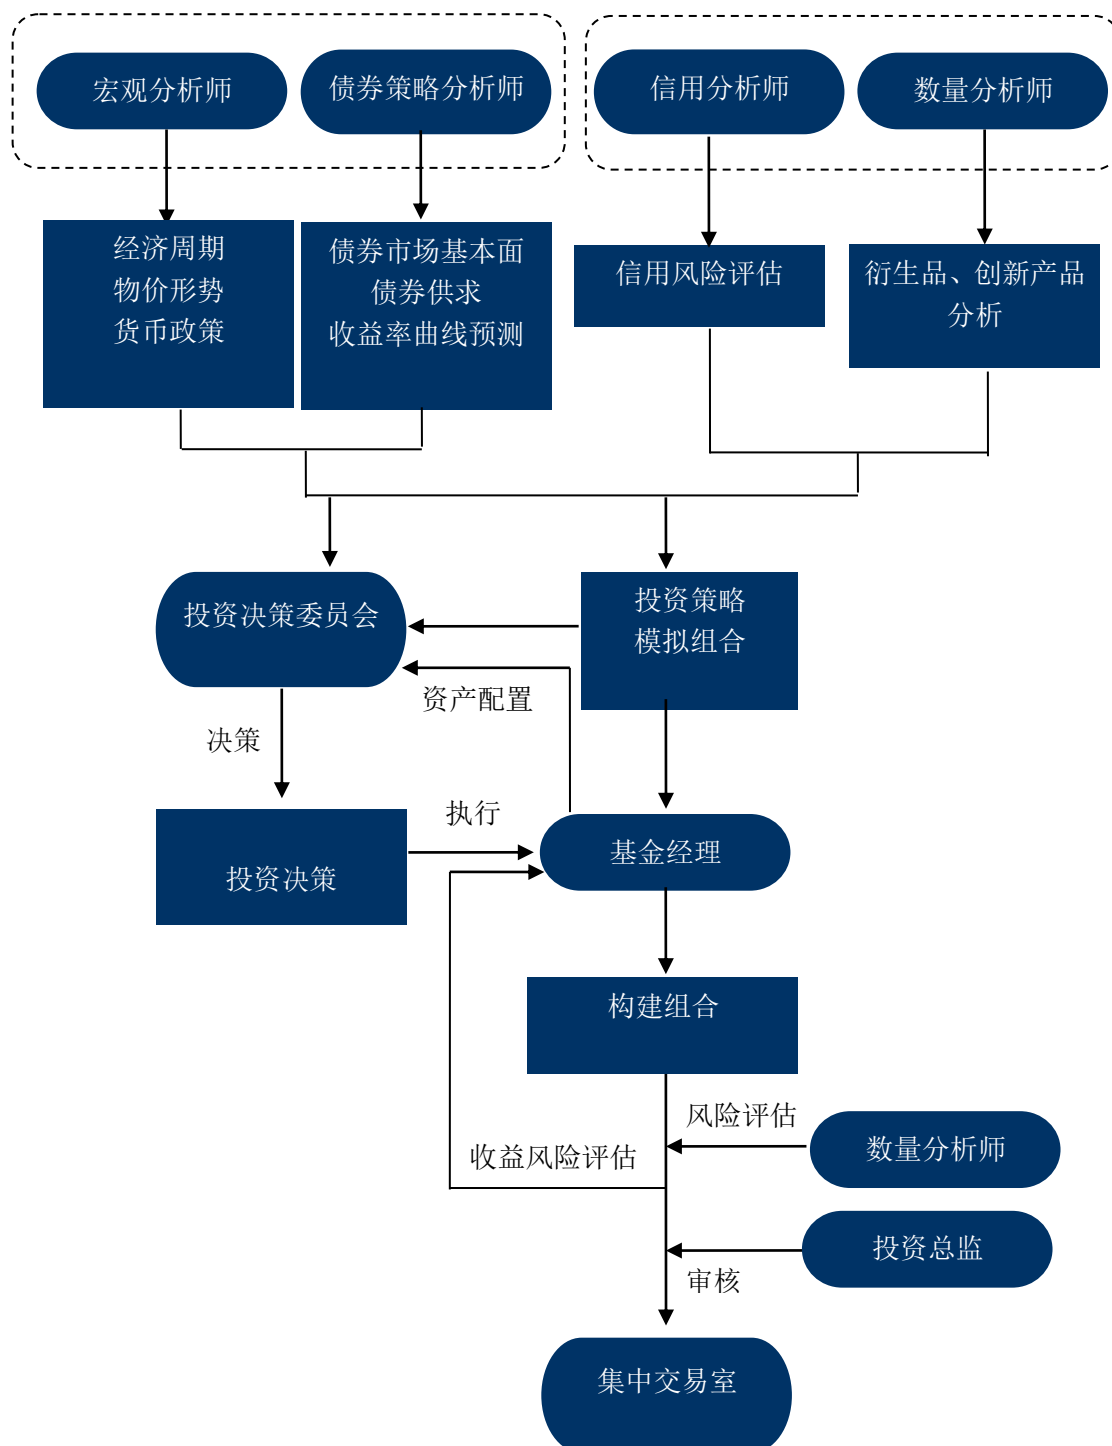 宏观分析师
债券策略分析师
信用分析师
数量分析师
经济周期
物价形势
货币政策
债券市场基本面
债券供求
收益率曲线预测
信用风险评估
衍生品、创新产品
分析
投资决策委员会
投资策略
模拟组合
资产配置
决策
执行
投资决策
基金经理
构建组合
风险评估
收益风险评估
数量分析师
投资总监
审核
集中交易室